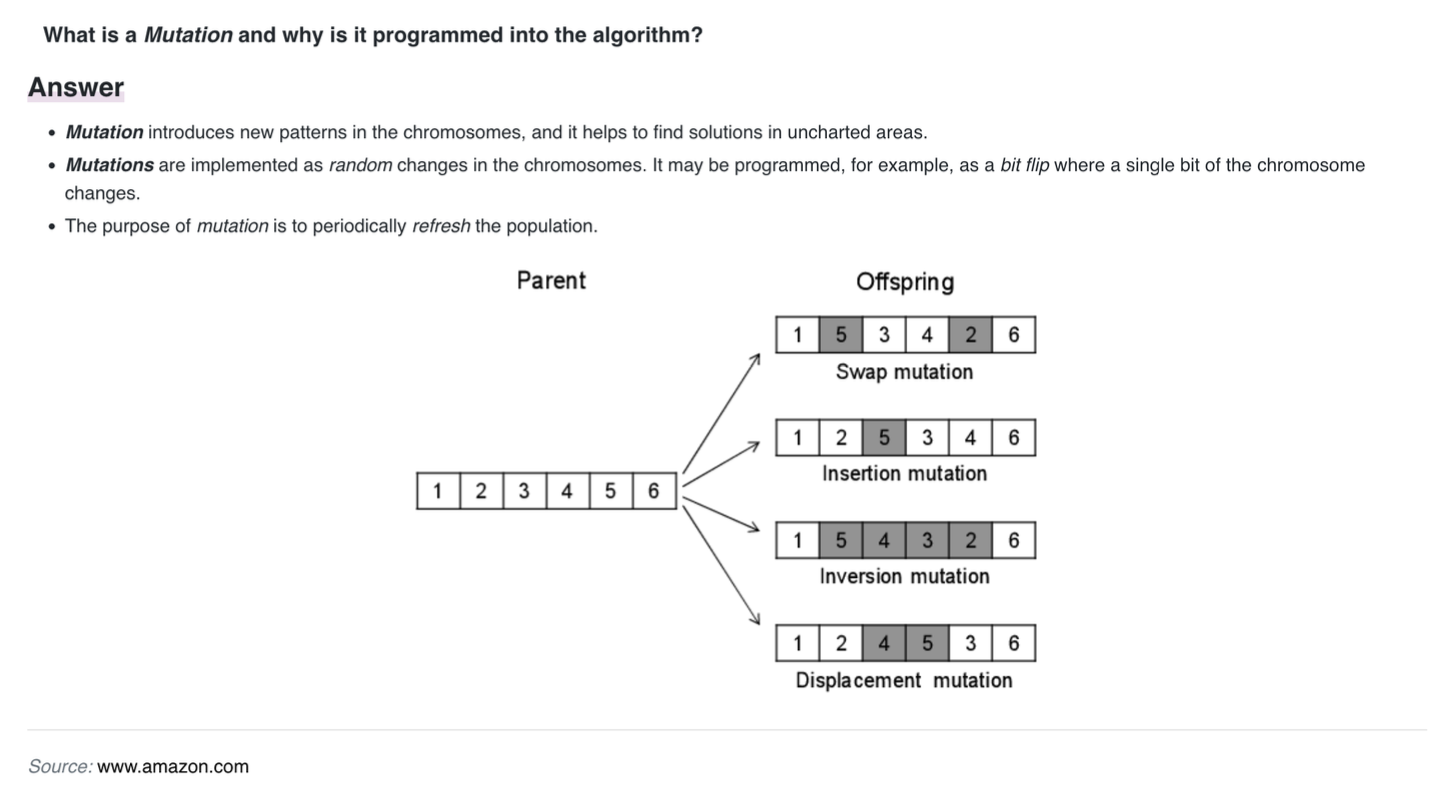 What is a Mutation and why is it programmed into the algorithm?
Answer
• Mutation introduces new patterns in the chromosomes, and it helps to find solutions in uncharted areas.
• Mutations are implemented as random changes in the chromosomes. It may be programmed, for example, as a bit flip where a single bit of the chromosome
changes.
• The purpose of mutation is to periodically refresh the population.
Parent Offspring
1 5 3 4 2 6
Swap mutation
1 2 5 3 4 6
Insertion mutation
1 2 3 4 5 6
1 5 4 3 2 6
Inversion mutation
1 2 4 5 3 6
Displacement mutation
Source: www.amazon.com